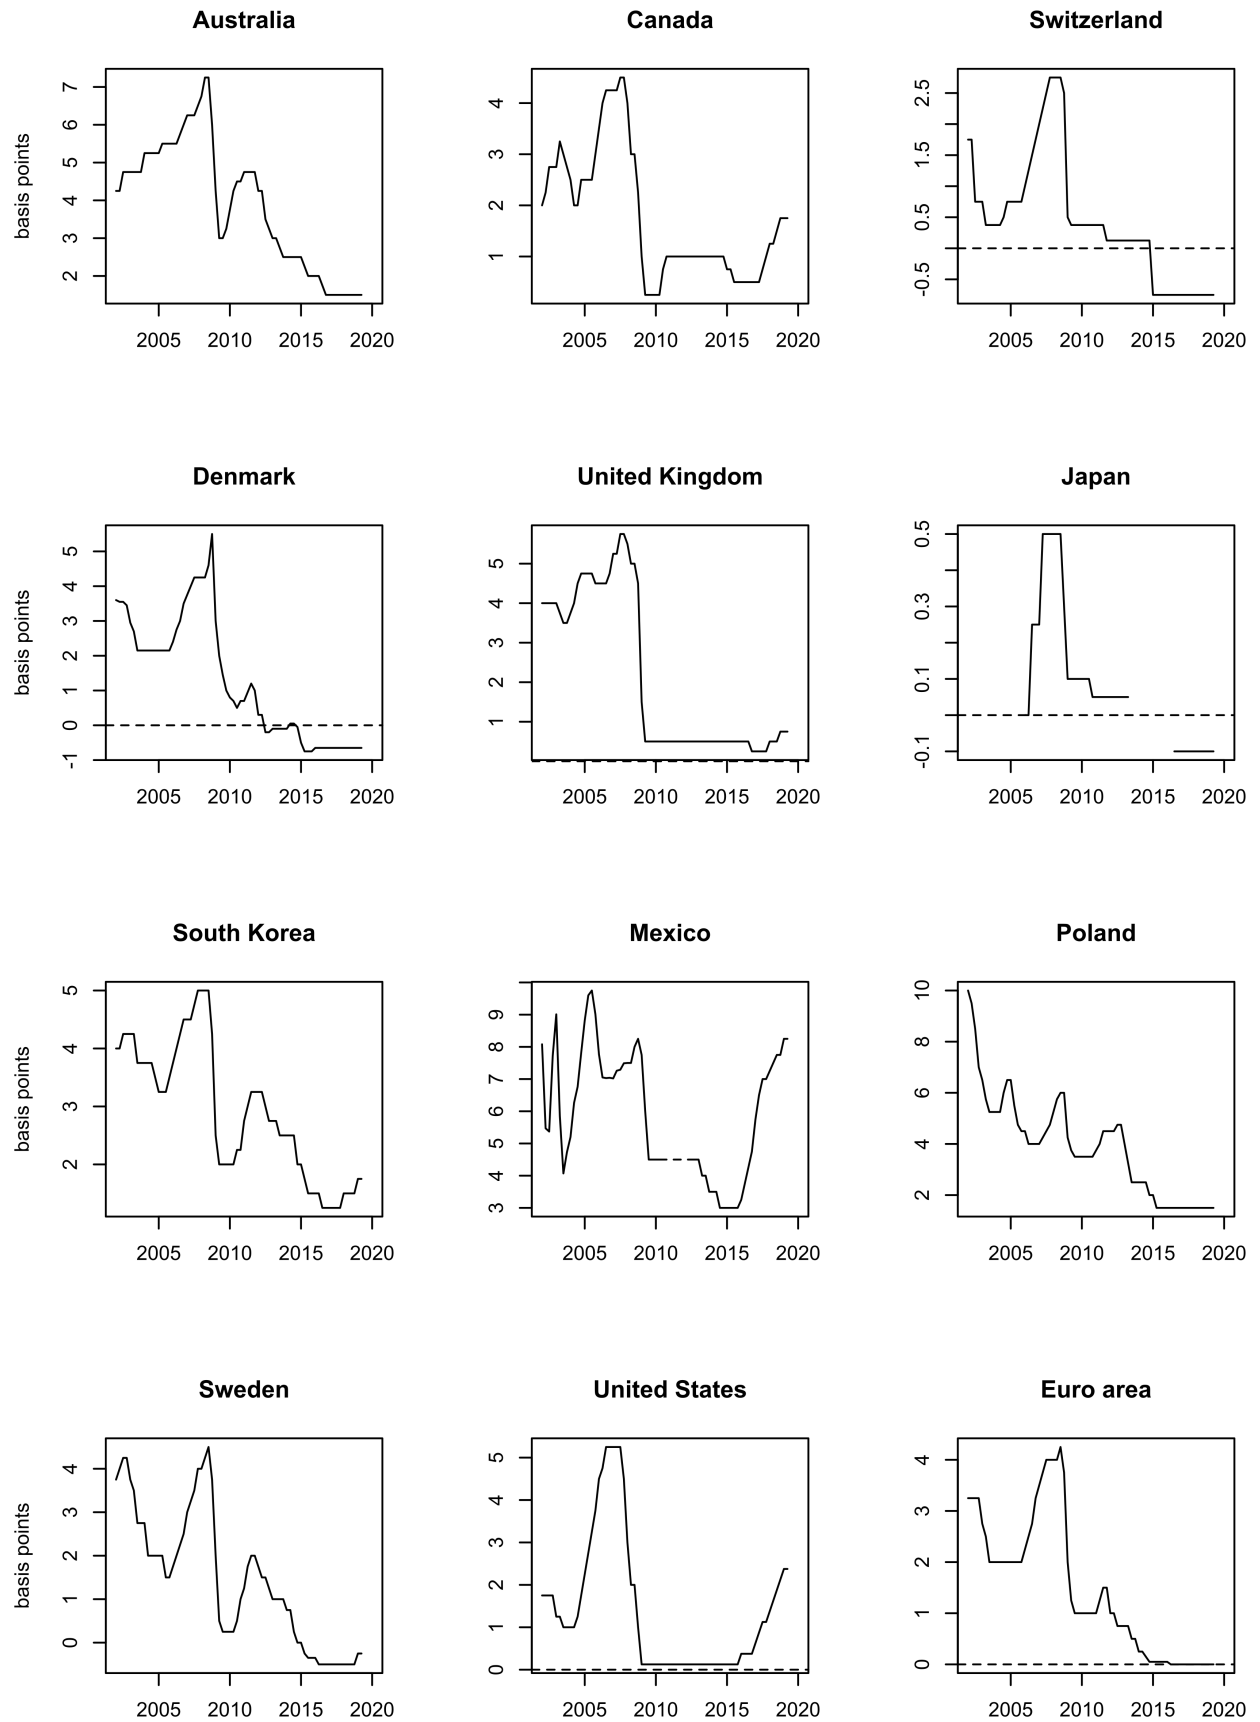 Australia
Canada
Switzerland
basis points
7
6
5
4
3
2
2005 2010 2015 2020
4
3
2
1
2005 2010 2015 2020
2.5
1.5
0.5
-0.5
2005 2010 2015 2020
Denmark
United Kingdom
Japan
basis points
5
4
3
2
1
0
-1
2005 2010 2015 2020
5
4
3
2
1
2005 2010 2015 2020
0.5
0.3
0.1
-0.1
2005 2010 2015 2020
South Korea
Mexico
Poland
basis points
5
4
3
2
2005 2010 2015 2020
9
8
7
6
5
4
3
2005 2010 2015 2020
10
8
6
4
2
2005 2010 2015 2020
Sweden
United States
Euro area
basis points
4
3
2
1
0
2005 2010 2015 2020
5
4
3
2
1
0
2005 2010 2015 2020
4
3
2
1
0
2005 2010 2015 2020